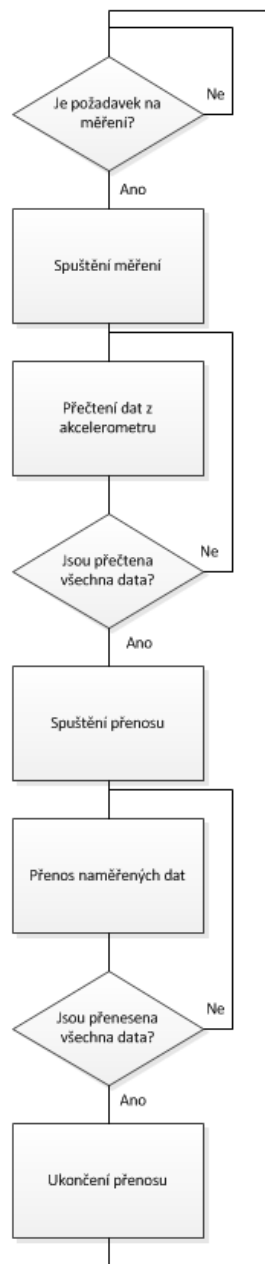 Je požadavek na
měření?
Ne
Ano
Spuštění měření
Přečtení dat z
akcelerometru
Jsou přečtena
všechna data?
Ne
Ano
Spuštění přenosu
Přenos naměřených dat
Jsou přenesena
všechna data?
Ne
Ano
Ukončení přenosu